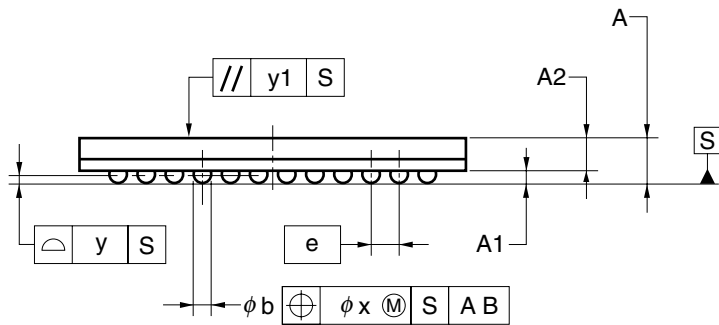 A
A2
// y1 S
S
⌓ y S
e
A1
φb ⌖ φx Ⓜ S A B